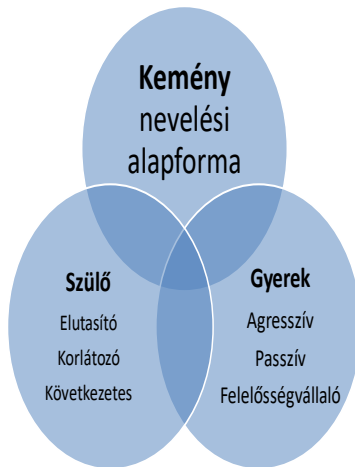 Kemény
nevelési
alapforma
Szülő
Elutasító
Korlátozó
Következetes
Gyerek
Agresszív
Passzív
Felelősségvállaló